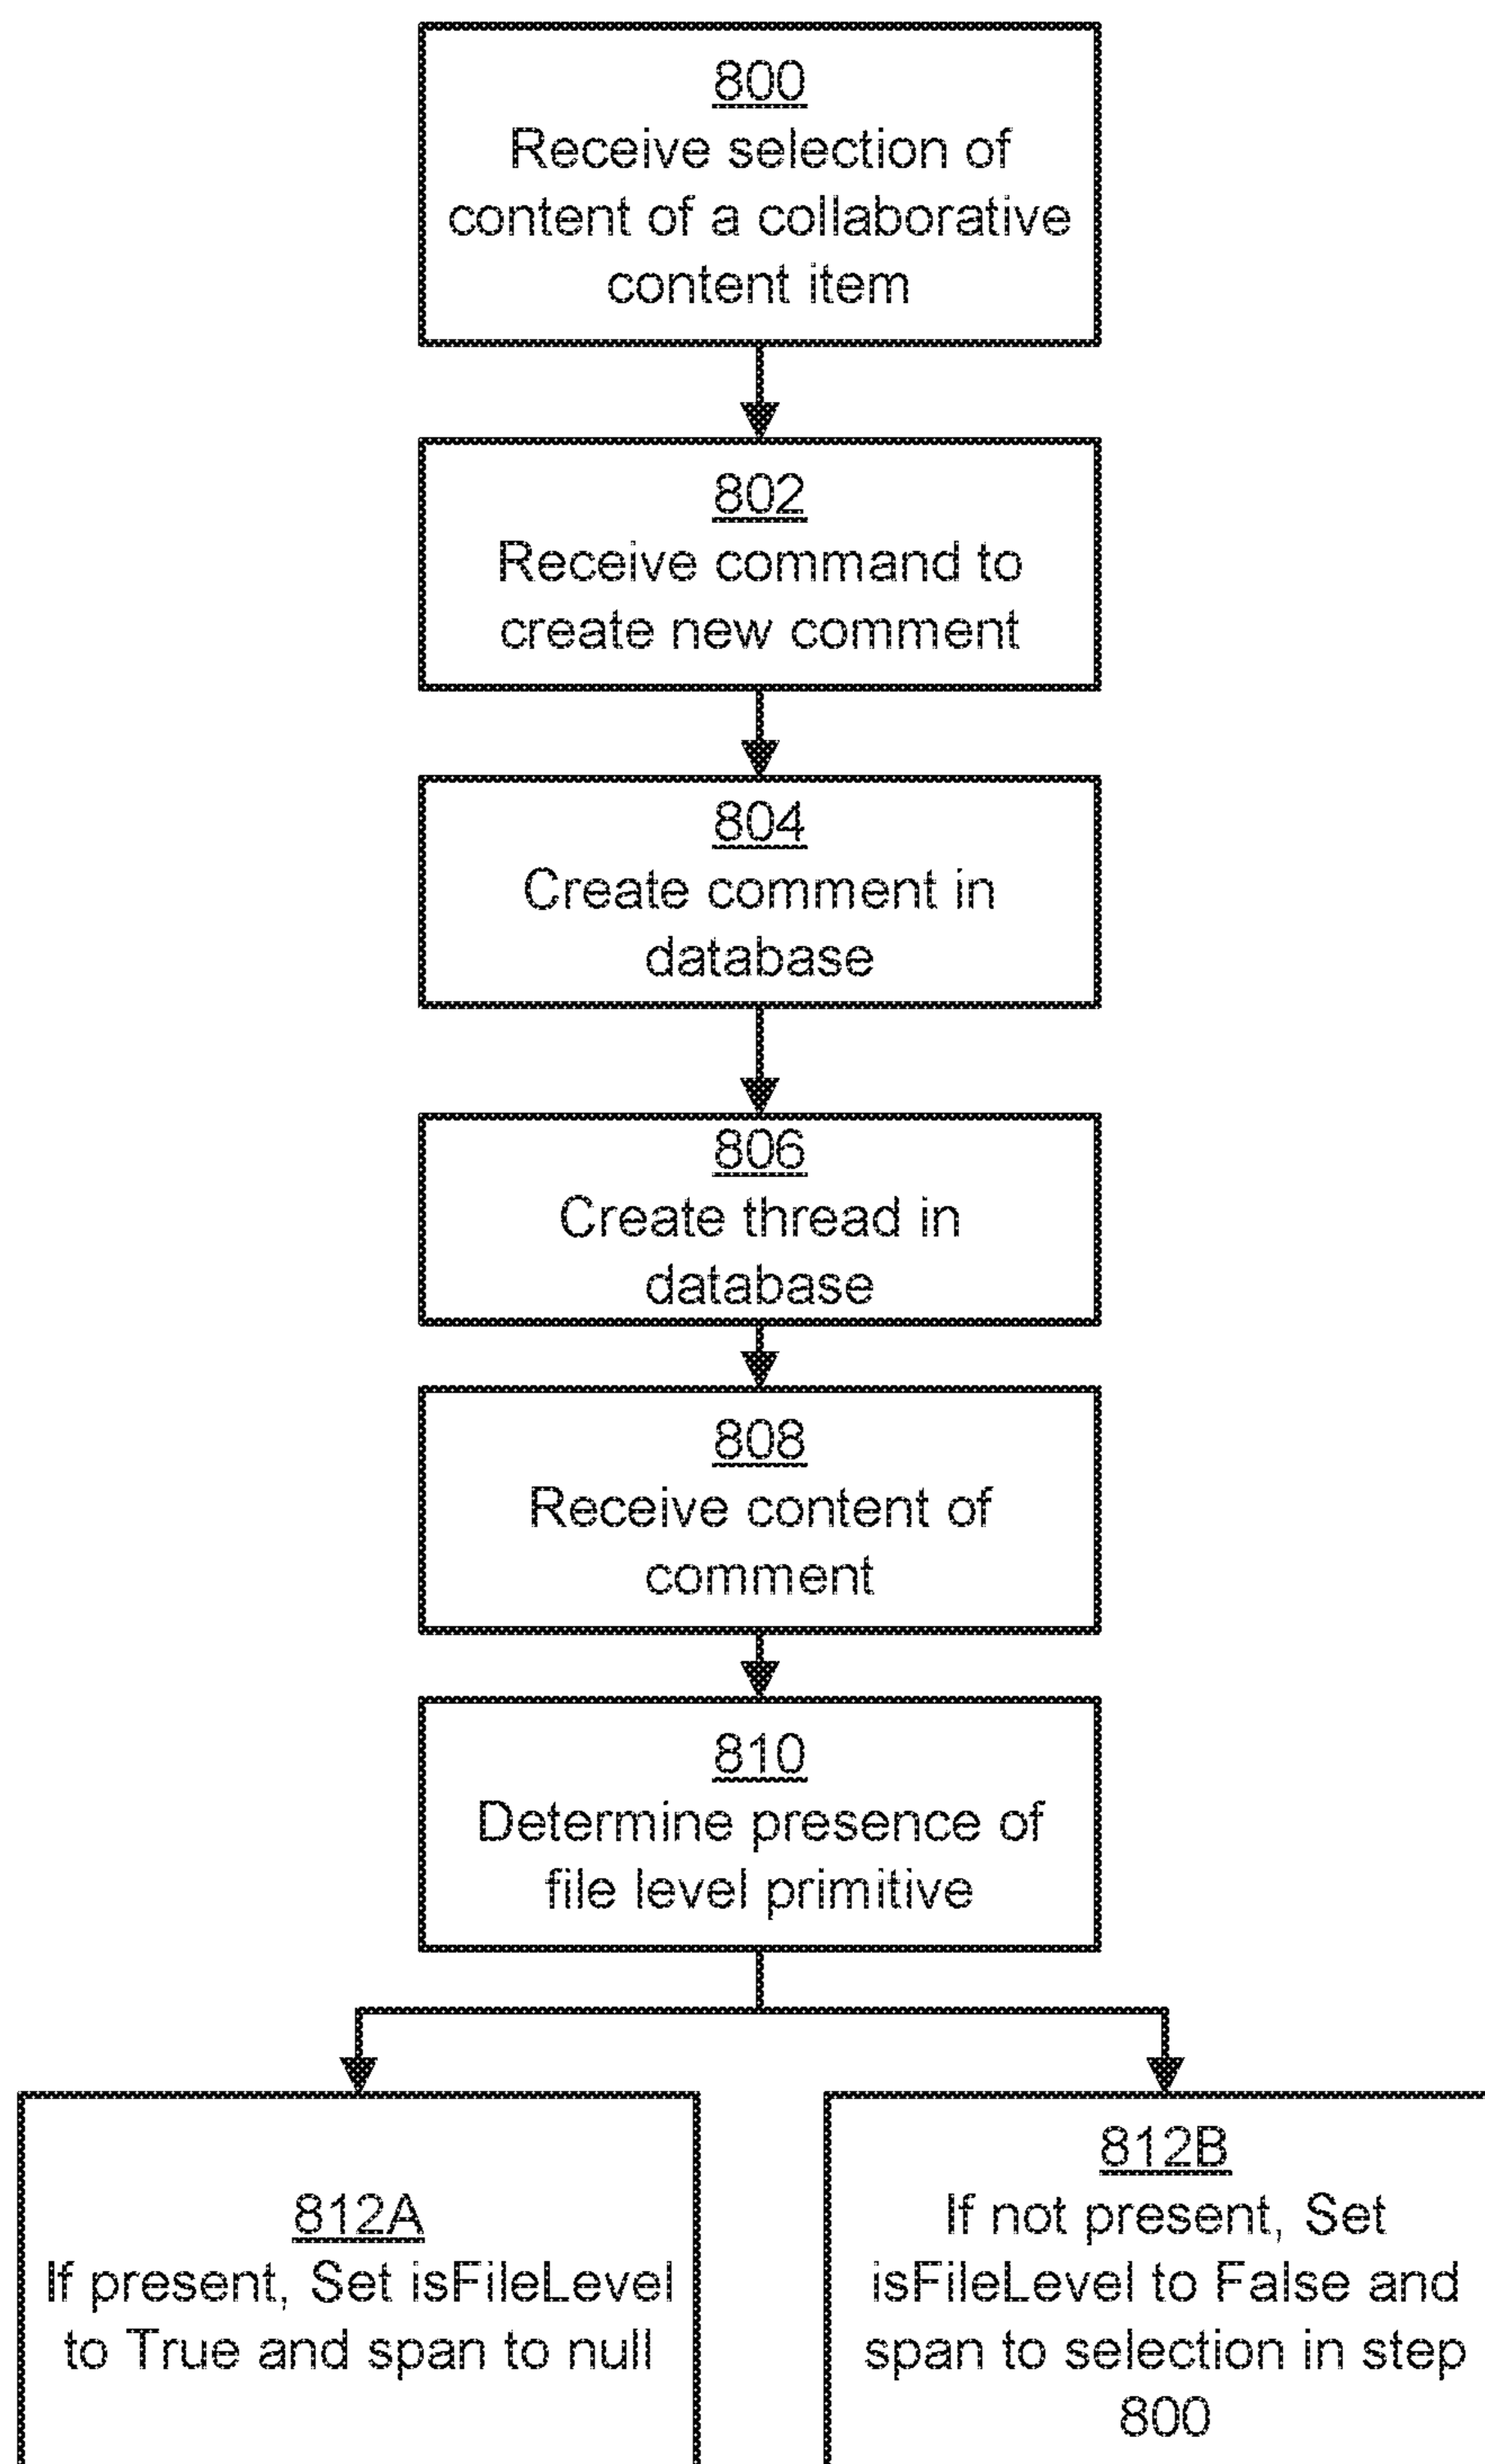 800
Receive selection of
content of a collaborative
content item
802
Receive command to
create new comment
804
Create comment in
database
806
Create thread in
database
808
Receive content of
comment
810
Determine presence of
file level primitive
812A
If present, Set isFileLevel
to True and span to null
812B
If not present, Set
isFileLevel to False and
span to selection in step
800